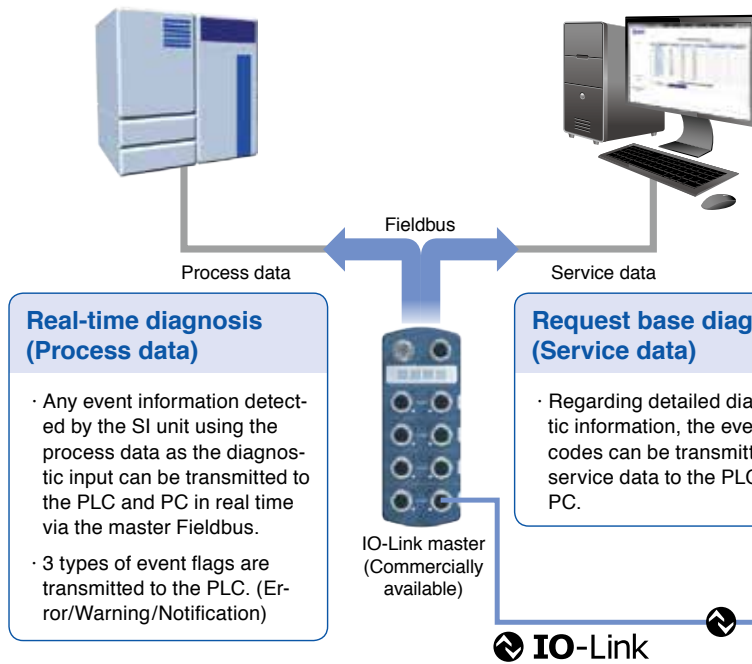 Fieldbus
Process data
Service data
Real-time diagnosis
(Process data)
· Any event information detect-
ed by the SI unit using the
process data as the diagnos-
tic input can be transmitted to
the PLC and PC in real time
via the master Fieldbus.
· 3 types of event flags are
transmitted to the PLC. (Er-
ror/Warning/Notification)
IO-Link master
(Commercially
available)
Request base diag
(Service data)
· Regarding detailed dia
tic information, the eve
codes can be transmitt
service data to the PLC
PC.
IO-Link